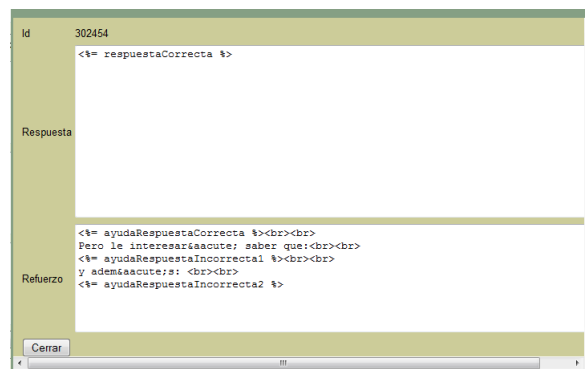 Id 302454
<%= respuestaCorrecta %>
Respuesta
<%= ayudaRespuestaCorrecta %><br><br>
Pero le interesar&aacute; saber que:<br><br>
<%= ayudaRespuestaIncorrecta1 %><br><br>
y adem&aacute;s: <br><br>
Refuerzo
<%= ayudaRespuestaIncorrecta2 %>
Cerrar